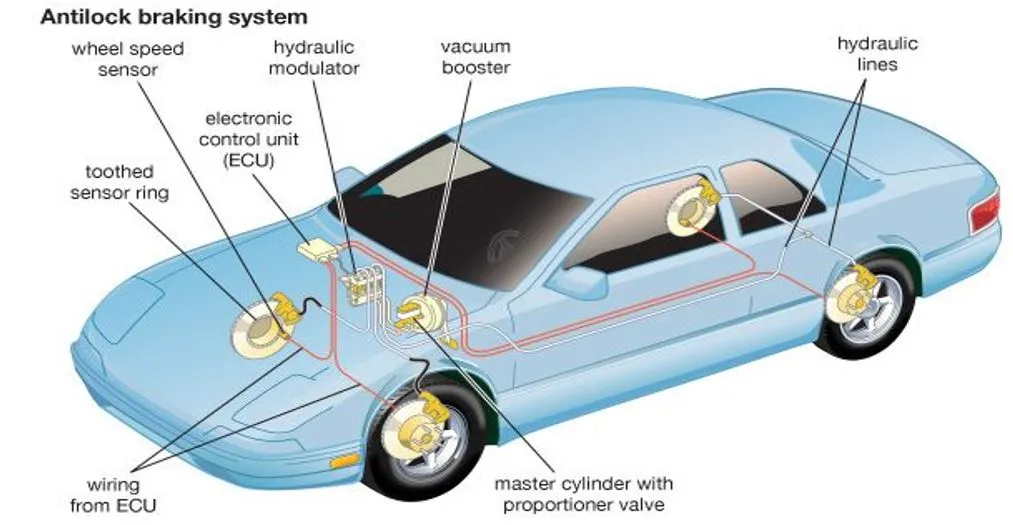 Antilock braking system
wheel speed
sensor
hydraulic
modulator
vacuum
booster
hydraulic
lines
electronic
control unit
(ECU)
toothed
sensor ring
wiring
from ECU
master cylinder with
proportioner valve